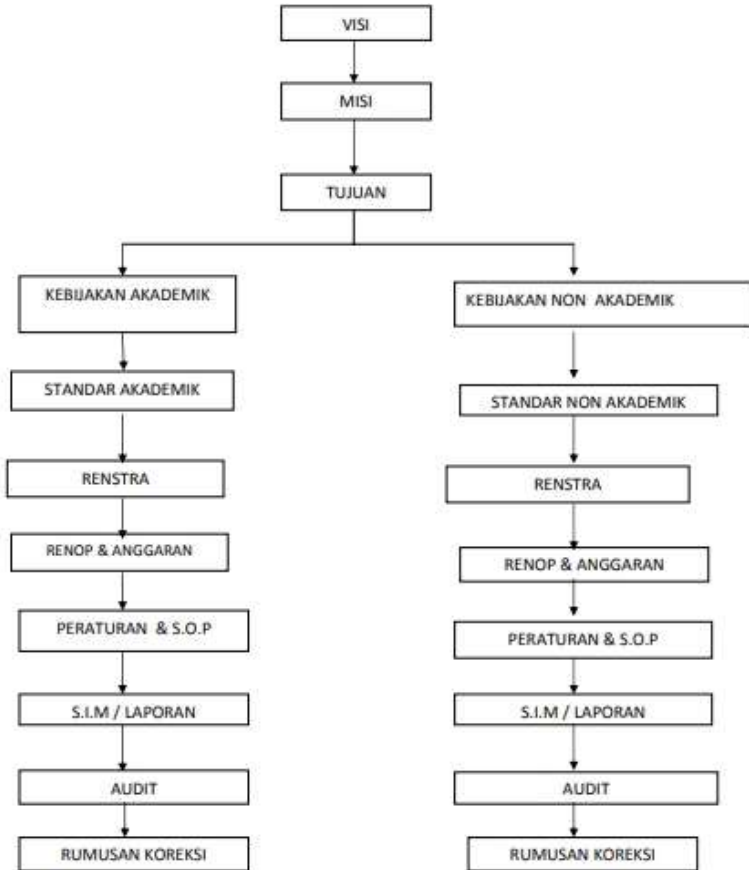 VISI
MISI
TUJUAN
KEBIJAKAN AKADEMIK
KEBIJAKAN NON AKADEMIK
STANDAR AKADEMIK
STANDAR NON AKADEMIK
RENSTRA
RENSTRA
RENOP & ANGGARAN
RENOP & ANGGARAN
PERATURAN & S.O.P
PERATURAN & S.O.P
S.I.M / LAPORAN
S.I.M / LAPORAN
AUDIT
AUDIT
RUMUSAN KOREKSI
RUMUSAN KOREKSI